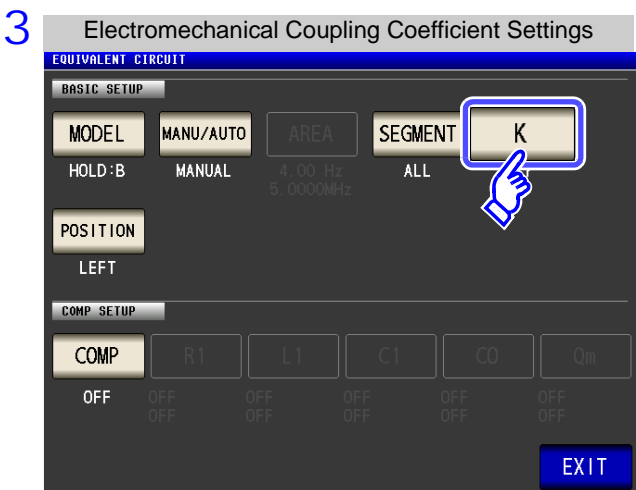 3
Electromechanical Coupling Coefficient Settings
EQUIVALENT CIRCUIT
BASIC SETUP
MODEL MANU/AUTO AREA SEGMENT K
HOLD:B MANUAL 4.00 Hz ALL
5.0000MHz
POSITION
LEFT
COMP SETUP
COMP R1 L1 C1 C0 Qm
OFF OFF OFF OFF OFF OFF
OFF OFF OFF OFF OFF
EXIT